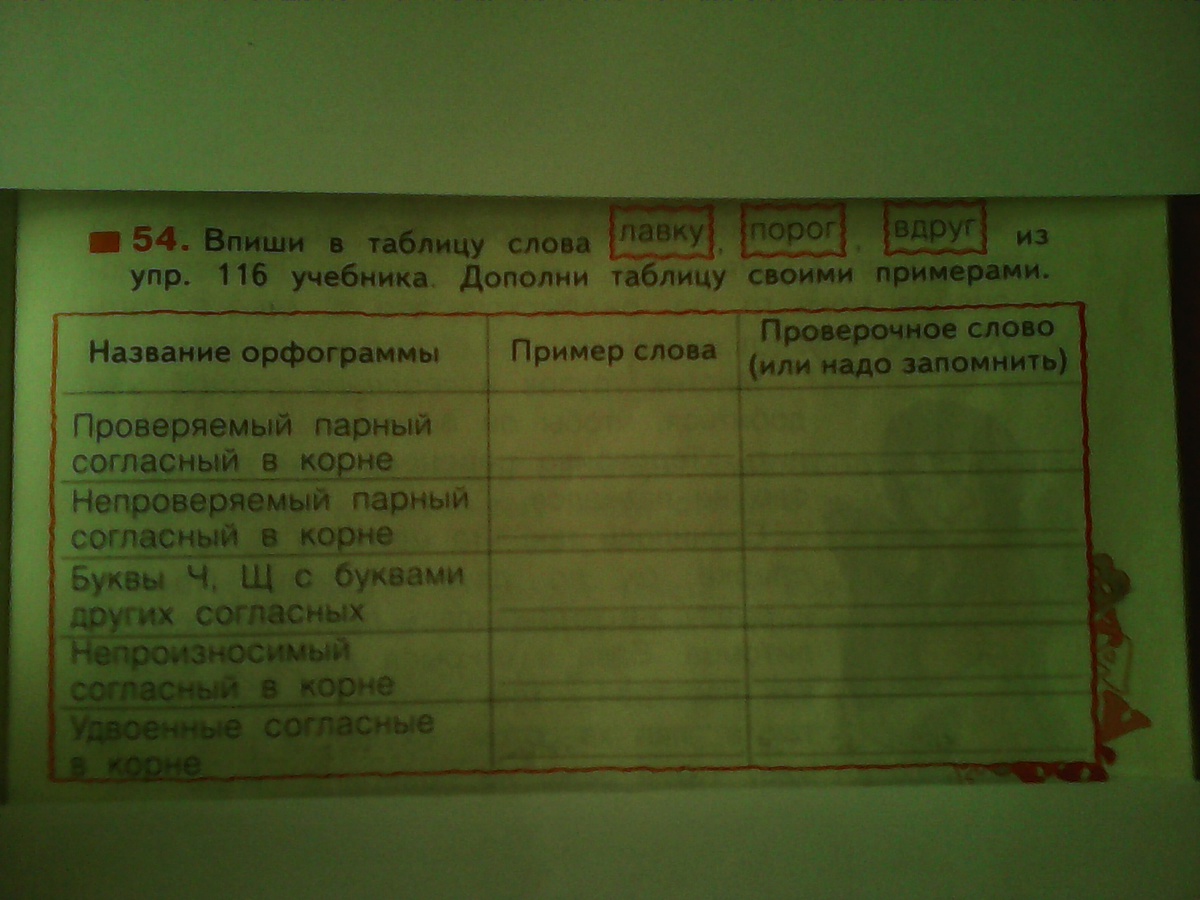 54. Впиши в таблицу слова лавку, порог, вдруг из
упр. 116 учебника. Дополни таблицу своими примерами.
Название орфограммы
Пример слова
Проверочное слово
(или надо запомнить)
Проверяемый парный
согласный в корне
Непроверяемый парный
согласный в корне
Буквы Ч, Щ с буквами
других согласных
Непроизносимый
согласный в корне
Удвоенные согласные
в корне